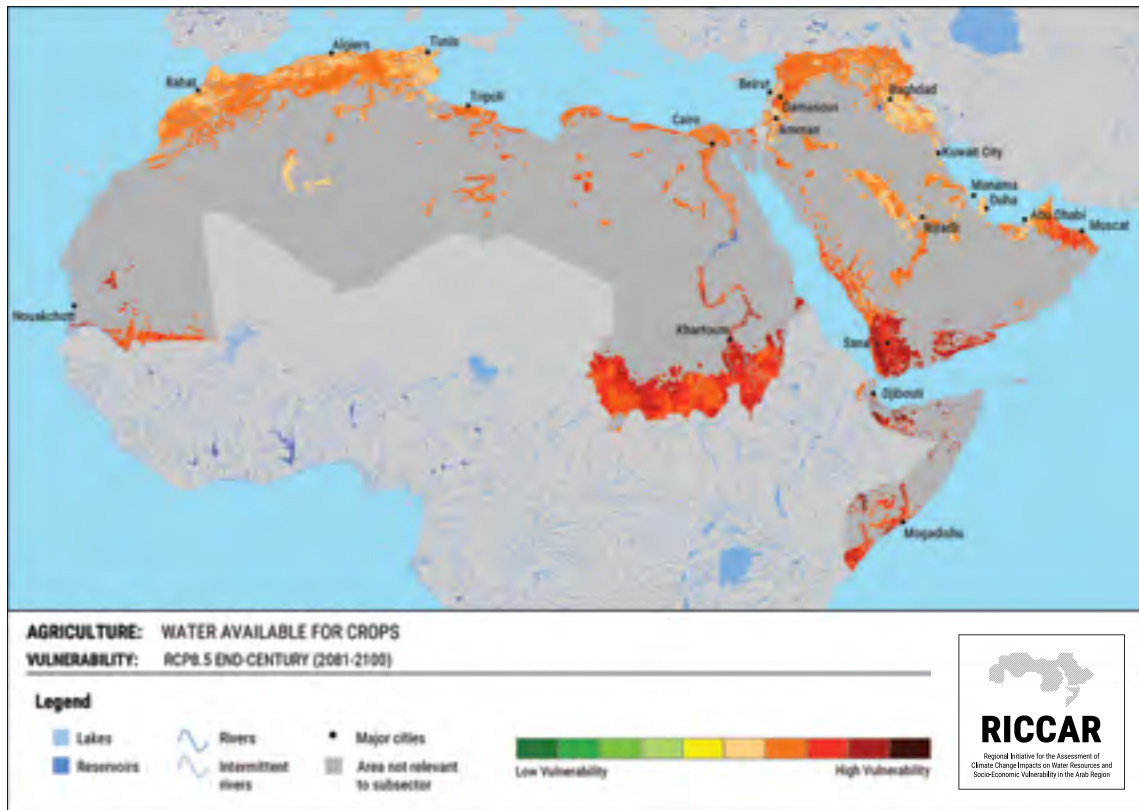 Algiers
Tunis
Rabat
Tripoli
Beirut
Baghdad
Damascus
Cairo
Amman
Kuwait City
Manama
Doha
Abu Dhabi
Muscat
Riyadh
Nouakchott
Khartoum
Sana
Djibouti
Mogadishu
AGRICULTURE: WATER AVAILABLE FOR CROPS
VULNERABILITY: RCP8.5 END-CENTURY (2081-2100)
Legend
Lakes
Rivers
Major cities
Reservoirs
Intermittent
rivers
Area not relevant
to subsector
Low Vulnerability
High Vulnerability
RICCAR
Regional Initiative for the Assessment of
Climate Change Impacts on Water Resources and
Socio-Economic Vulnerability in the Arab Region